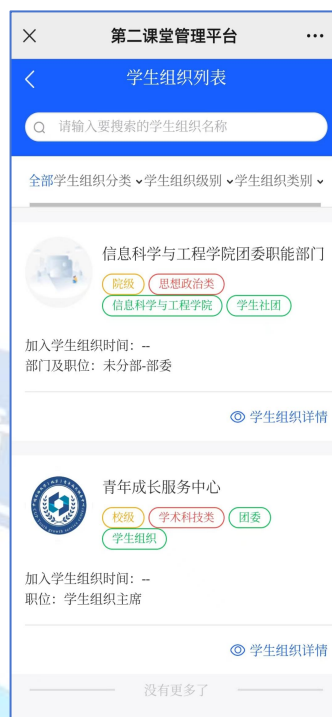 第二课堂管理平台
学生组织列表
请输入要搜索的学生组织名称
全部 学生组织分类 学生组织级别 学生组织类别
信息科学与工程学院团委职能部门
院级 思想政治类
信息科学与工程学院 学生社团
加入学生组织时间：--
部门及职位：未分部-部委
学生组织详情
青年成长服务中心
校级 学术科技类 团委
学生组织
加入学生组织时间：--
职位：学生组织主席
学生组织详情
没有更多了